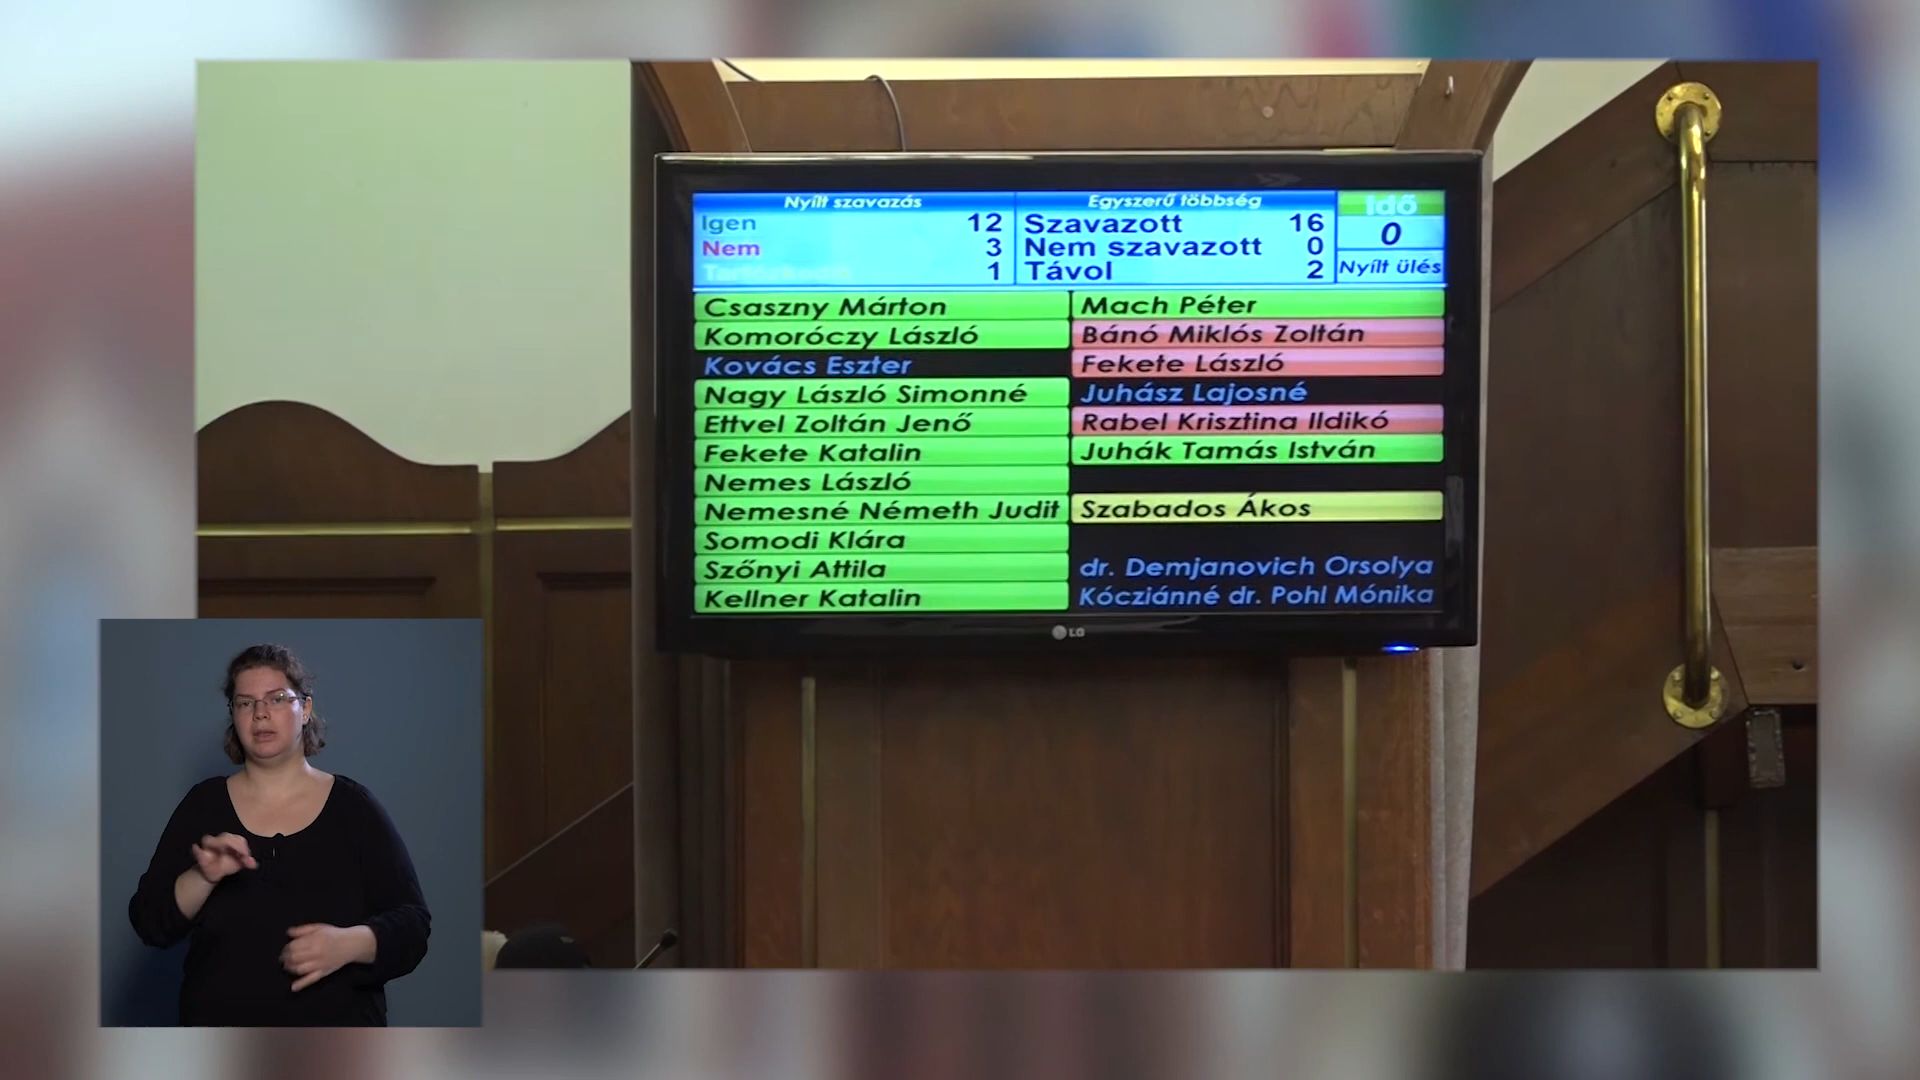 Nyílt szavazás
Igen 12
Nem 3
Tartózkodik 1
Egyszerű többség
Szavazott 16
Nem szavazott 0
Távol 2
Idő
0
Nyílt ülés
Csaszny Márton
Komoróczy László
Kovács Eszter
Nagy László Simonné
Ettvel Zoltán Jenő
Fekete Katalin
Nemes László
Nemesné Németh Judit
Somodi Klára
Szőnyi Attila
Kellner Katalin
Mach Péter
Bánó Miklós Zoltán
Fekete László
Juhász Lajosné
Rabel Krisztina Ildikó
Juhák Tamás István
Szabados Ákos
dr. Demjanovich Orsolya
Kócziánné dr. Pohl Mónika
LG